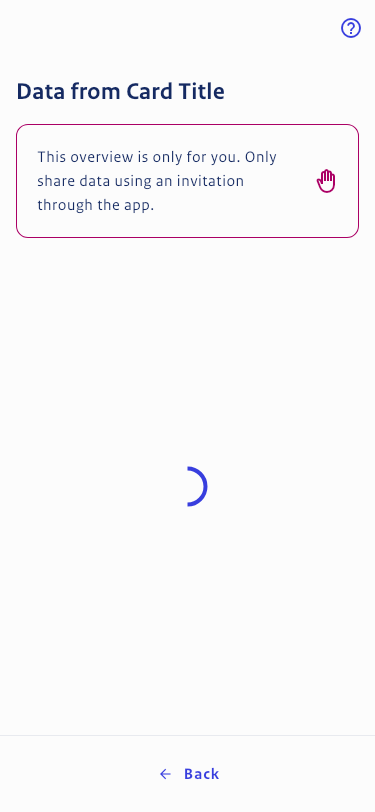 Data from Card Title
This overview is only for you. Only
share data using an invitation
through the app.
Back